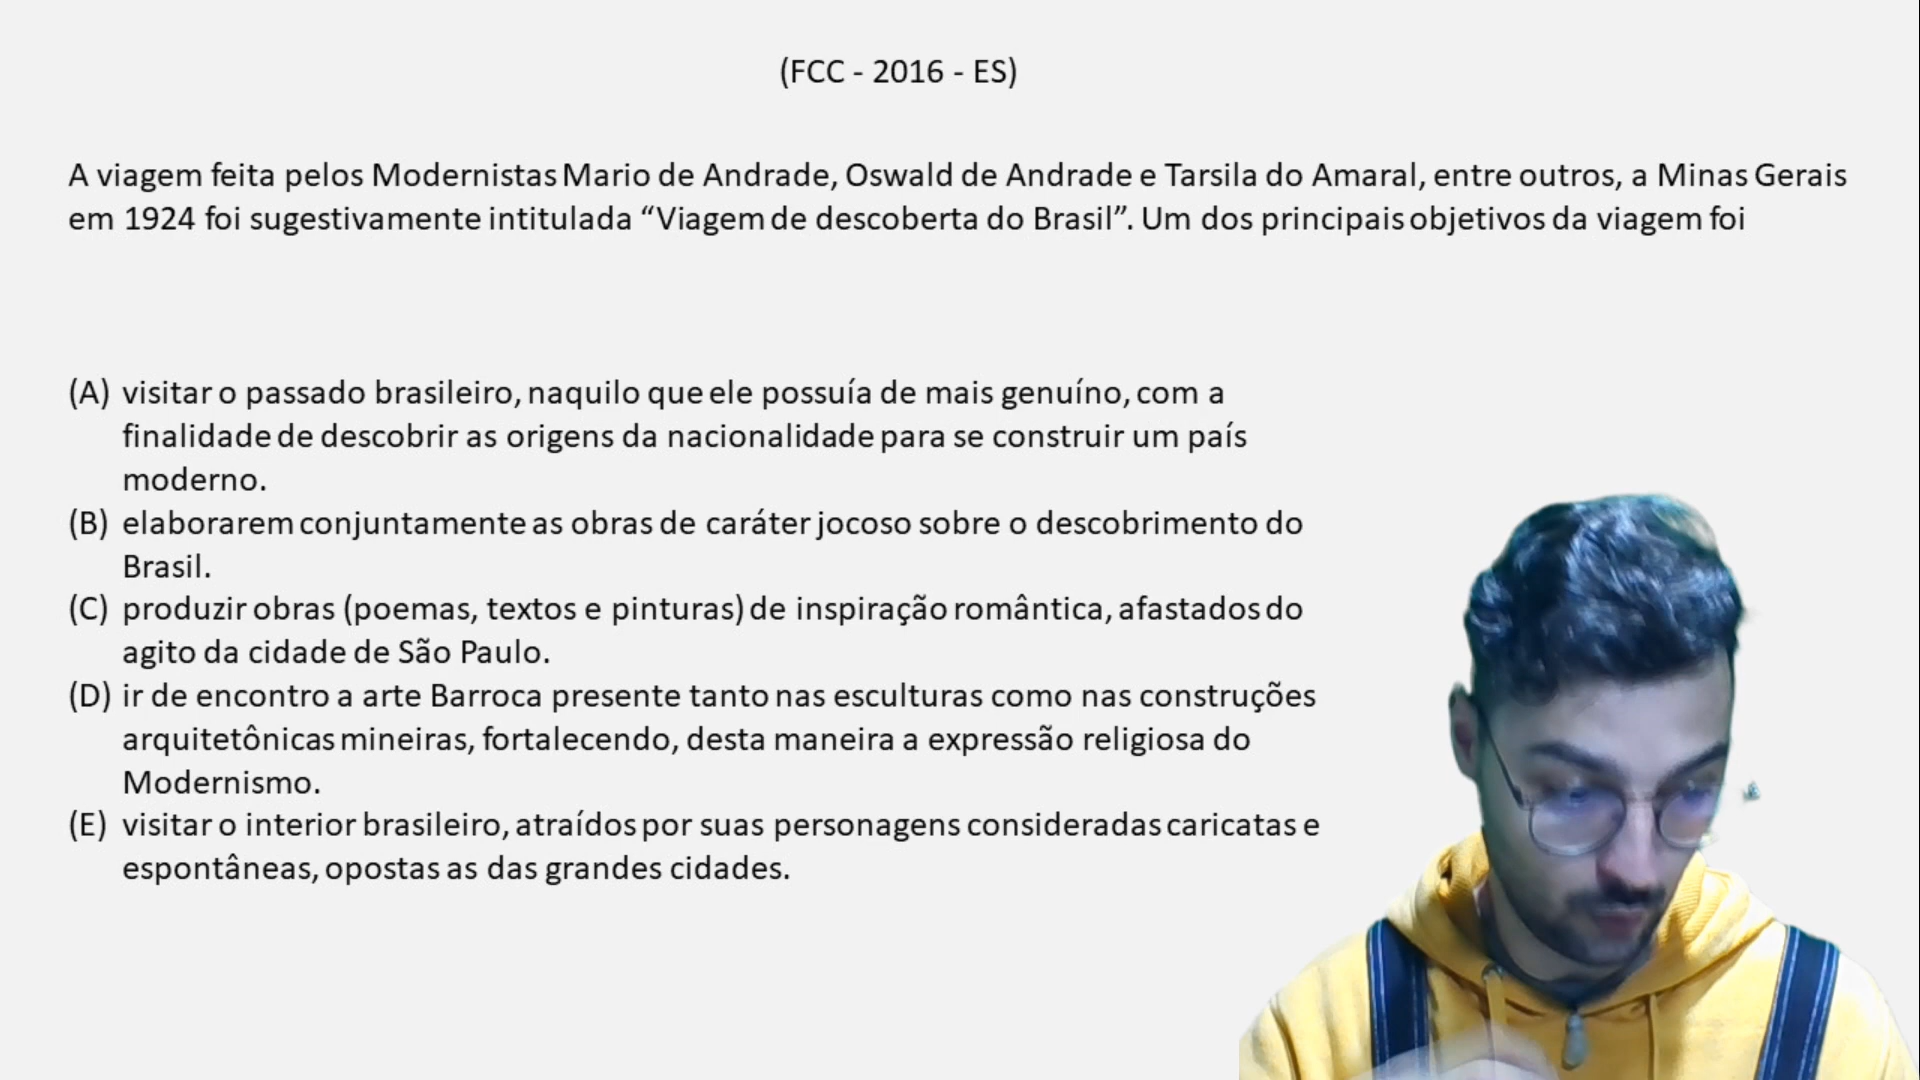 (FCC - 2016 - ES)
A viagem feita pelos Modernistas Mario de Andrade, Oswald de Andrade e Tarsila do Amaral, entre outros, a Minas Gerais
em 1924 foi sugestivamente intitulada “Viagem de descoberta do Brasil”. Um dos principais objetivos da viagem foi
(A) visitar o passado brasileiro, naquilo que ele possuía de mais genuíno, com a
finalidade de descobrir as origens da nacionalidade para se construir um país
moderno.
(B) elaborarem conjuntamente as obras de caráter jocoso sobre o descobrimento do
Brasil.
(C) produzir obras (poemas, textos e pinturas) de inspiração romântica, afastados do
agito da cidade de São Paulo.
(D) ir de encontro a arte Barroca presente tanto nas esculturas como nas construções
arquitetônicas mineiras, fortalecendo, desta maneira a expressão religiosa do
Modernismo.
(E) visitar o interior brasileiro, atraídos por suas personagens consideradas caricatas e
espontâneas, opostas as das grandes cidades.